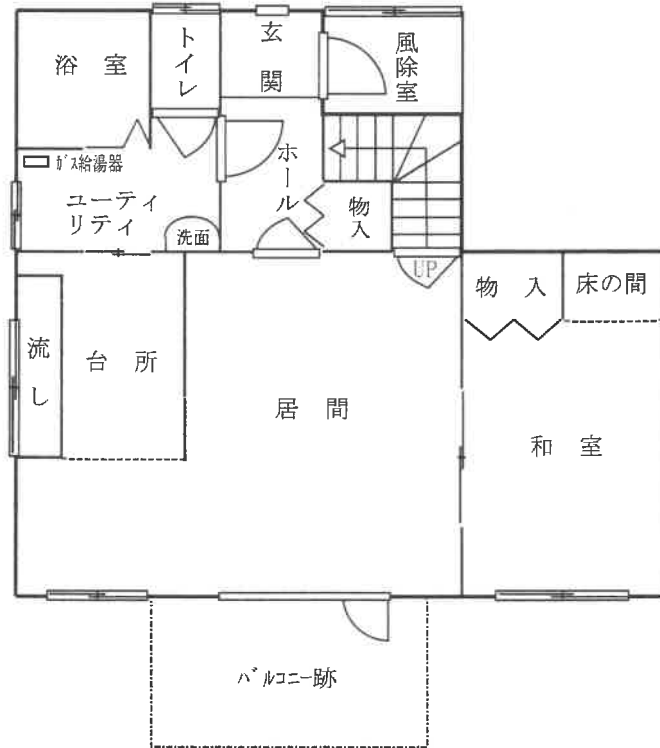 浴室
トイレ
玄関
風除室
ガス給湯器
ユーティ
リティ
洗面
ホール
物入
UP
物入
床の間
流し
台所
居間
和室
バルコニー跡